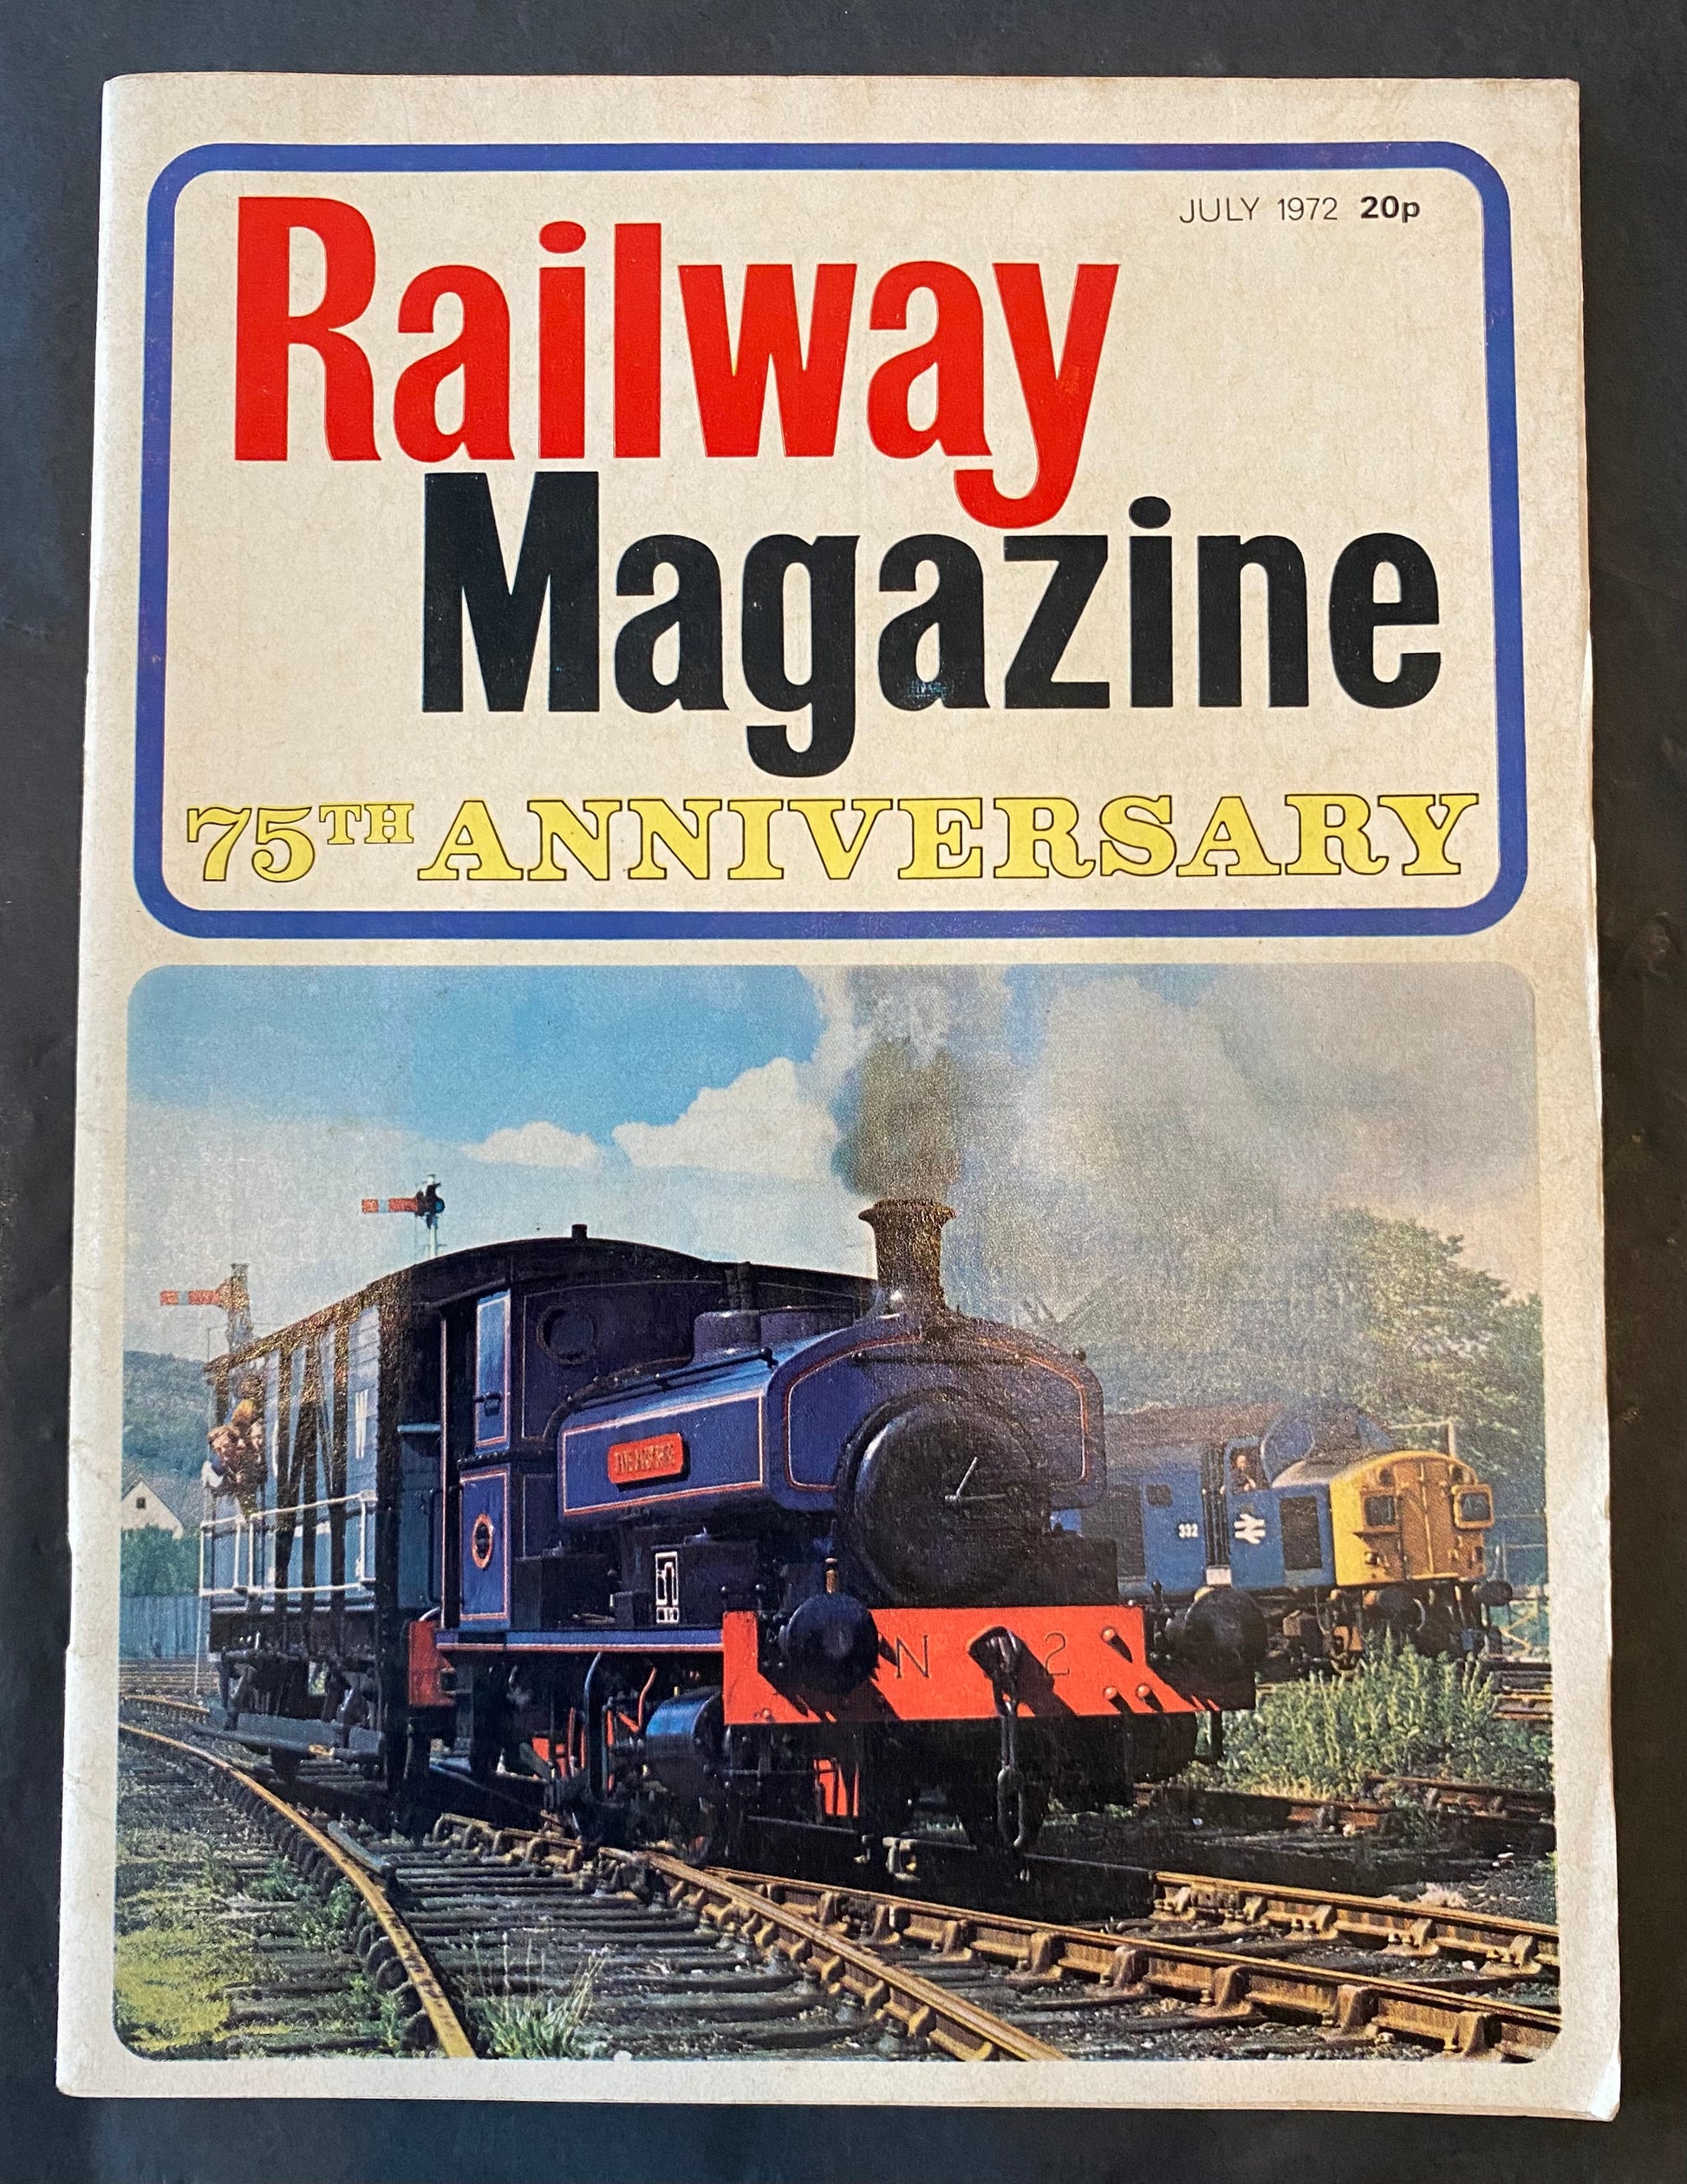 JULY 1972 20p
Railway
Magazine
75TH ANNIVERSARY
332
N 2